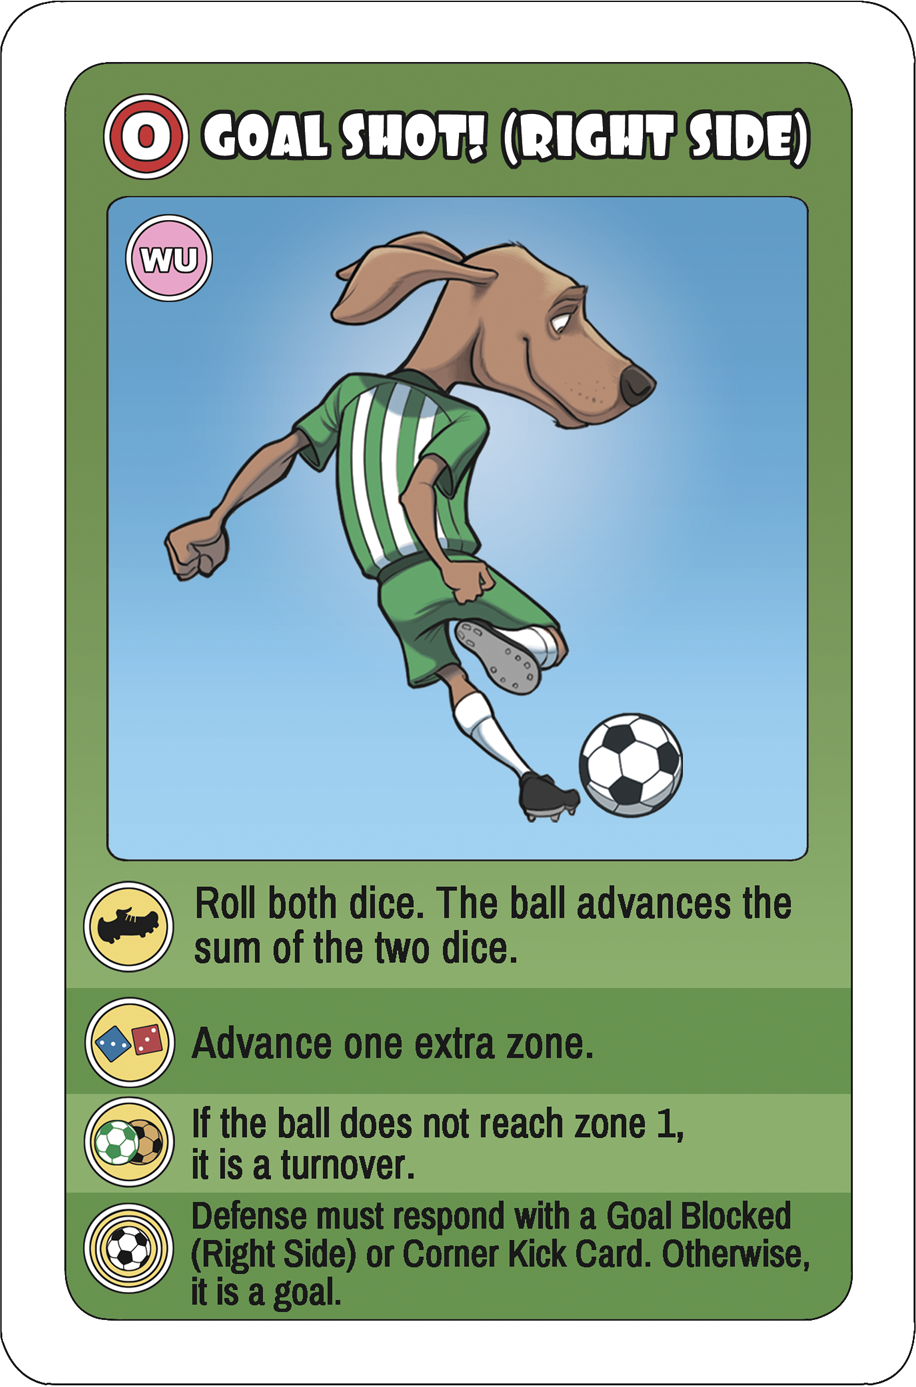 O GOAL SHOT! (RIGHT SIDE)
WU
Roll both dice. The ball advances the
sum of the two dice.
Advance one extra zone.
If the ball does not reach zone 1,
it is a turnover.
Defense must respond with a Goal Blocked
(Right Side) or Corner Kick Card. Otherwise,
it is a goal.